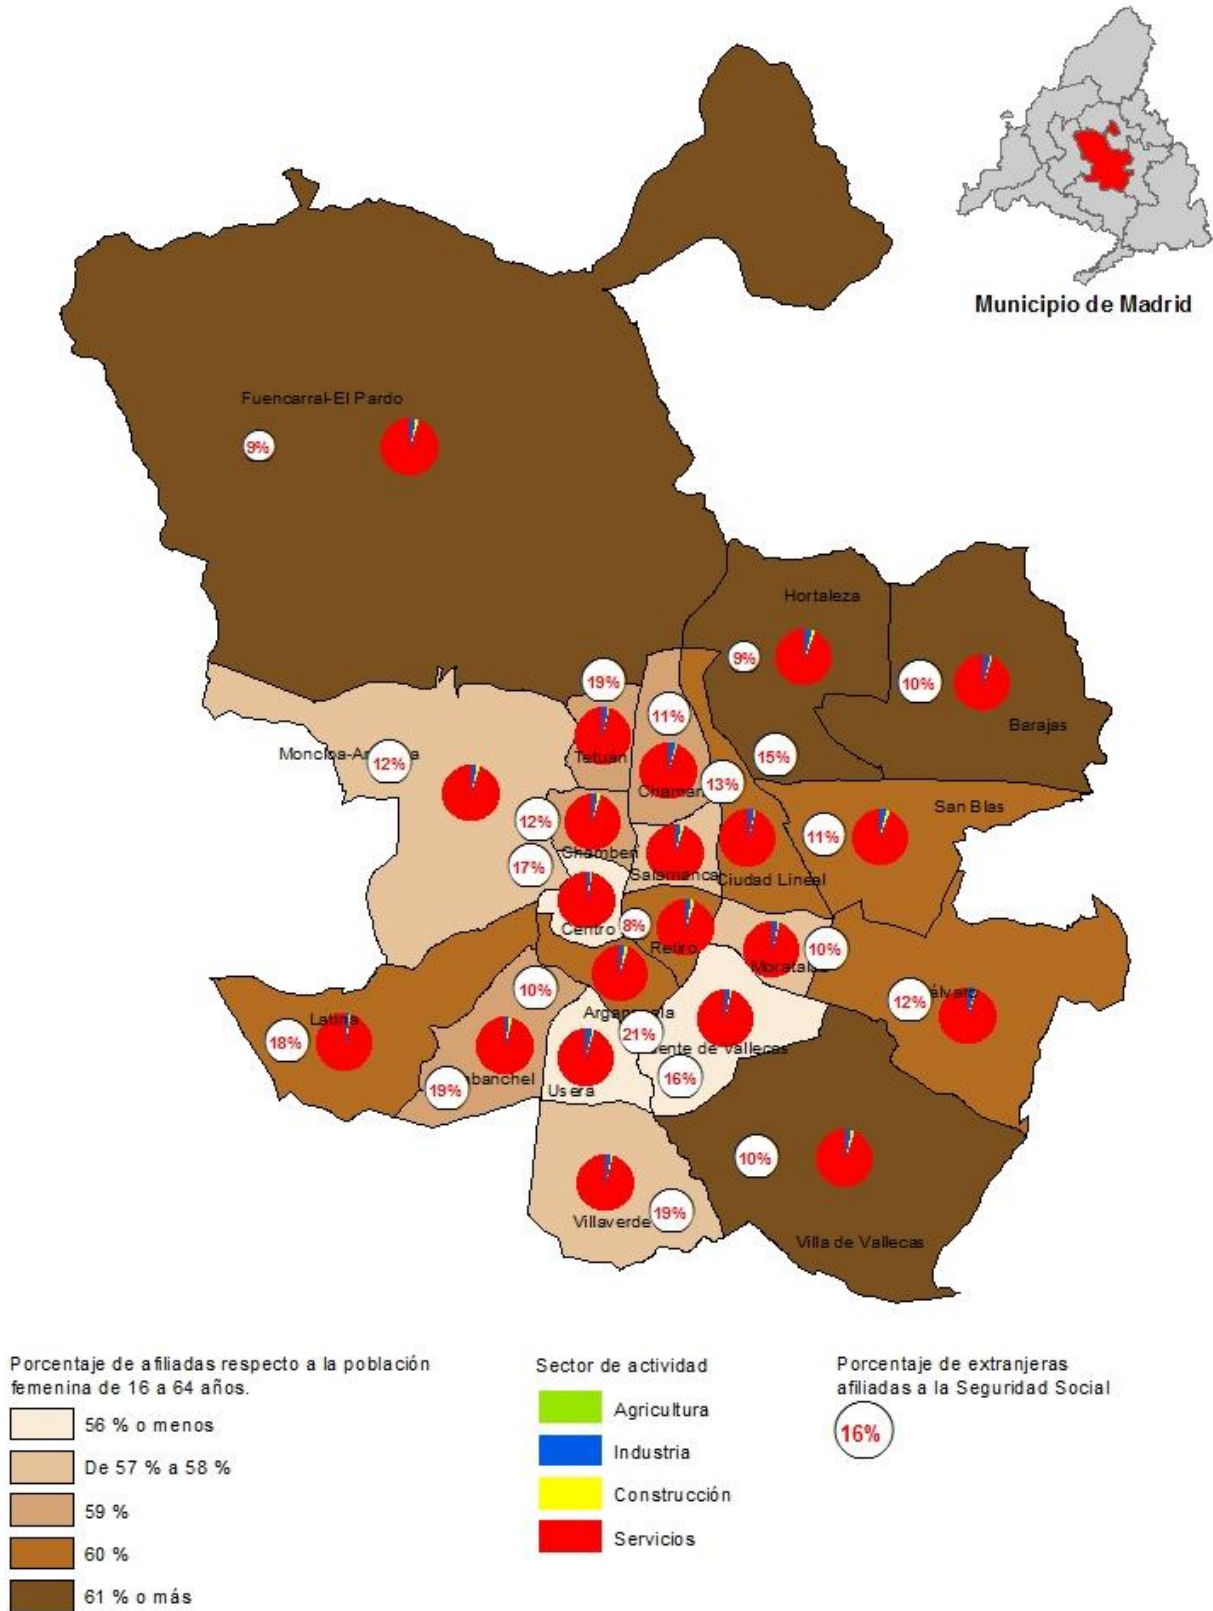 Municipio de Madrid
Fuencarral-El Pardo
9%
Hortaleza
9%
10%
Barajas
19%
11%
15%
Tetuán
12%
13%
San Blas
12%
11%
Chamberí
17%
Salamanca
Ciudad Lineal
Centro
8%
Retiro
10%
10%
12%
Latina
18%
21%
19%
Usera
16%
10%
19%
Villaverde
Villa de Vallecas
Porcentaje de afiliadas respecto a la población
femenina de 16 a 64 años.
56 % o menos
De 57 % a 58 %
59 %
60 %
61 % o más
Sector de actividad
Agricultura
Industria
Construcción
Servicios
Porcentaje de extranjeras
afiliadas a la Seguridad Social
16%